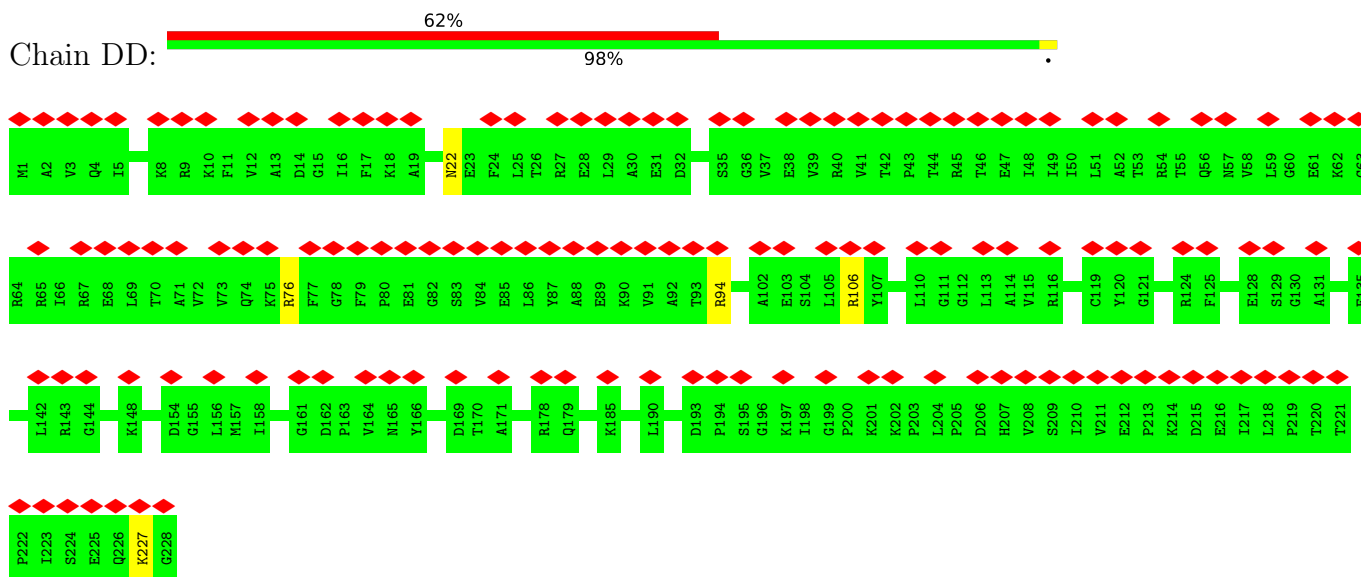 62%
Chain DD:
98%
•
M1 A2 V3 Q4 I5 K8 R9 K10 F11 V12 A13 D14 G15 I16 F17 K18 A19 N22 E23 F24 L25 T26 R27 E28 L29 A30 E31 D32 S35 G36 V37 E38 V39 R40 V41 T42 P43 T44 R45 T46 E47 I48 I49 I50 L51 A52 T53 R54 T55 Q56 N57 V58 L59 G60 E61 K62 G63
R64 R65 I66 R67 E68 L69 T70 A71 V72 V73 Q74 K75 R76 F77 G78 F79 P80 E81 G82 S83 V84 E85 L86 Y87 A88 E89 K90 V91 A92 T93 R94 A102 E103 S104 L105 R106 Y107 L110 G111 G112 L113 A114 V115 R116 C119 Y120 G121 R124 F125 E128 S129 G130 A131 E135
L142 R143 G144 K148 D154 G155 L156 M157 I158 G161 D162 P163 V164 N165 Y166 D169 T170 A171 R178 Q179 K185 L190 D193 P194 S195 G196 K197 I198 G199 P200 K201 K202 P203 L204 P205 D206 H207 V208 S209 I210 V211 E212 P213 K214 D215 E216 I217 L218 P219 T220 T221
P222 I223 S224 E225 Q226 K227 G228